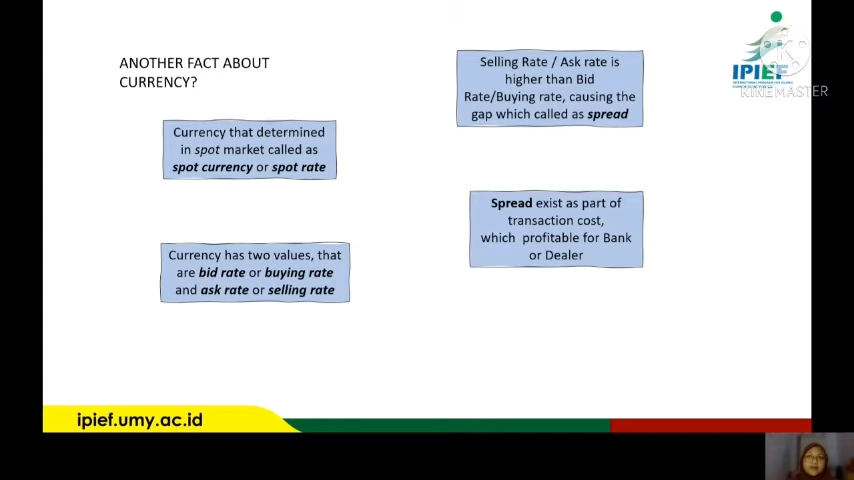 ANOTHER FACT ABOUT
CURRENCY?
Currency that determined
in spot market called as
spot currency or spot rate
Currency has two values, that
are bid rate or buying rate
and ask rate or selling rate
Selling Rate / Ask rate is
higher than Bid
Rate/Buying rate, causing the
gap which called as spread
Spread exist as part of
transaction cost,
which profitable for Bank
or Dealer
IPIEF
KINEMASTER
ipief.umy.ac.id